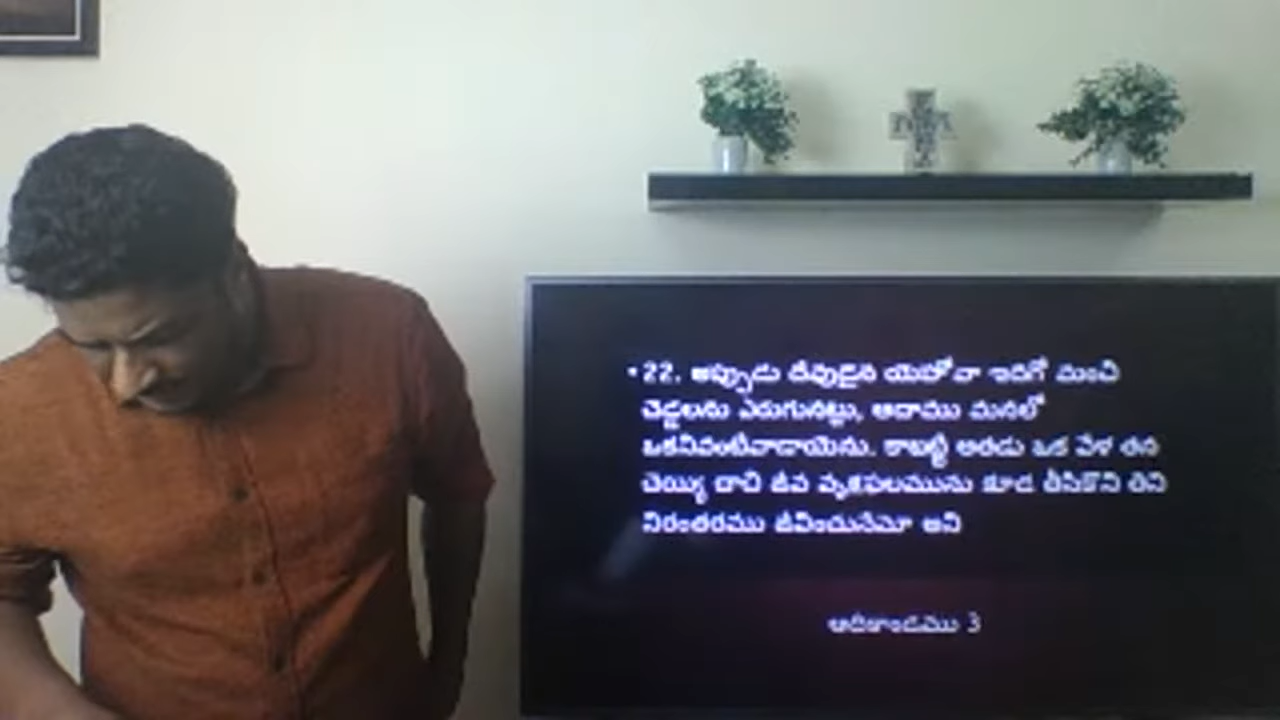 • 22. అప్పుడు దేవుడైన యెహోవా ఇదిగో మంచి
చెడ్డలను ఎరుగునట్లు, ఆదాము మనలో
ఒకనివంటివాడాయెను. కాబట్టి అతడు ఒక వేళ తన
చెయ్యి చాచి జీవ వృక్షఫలమును కూడ తీసికొని తిని
నిరంతరము జీవించునేమో అని
ఆదికాండము 3